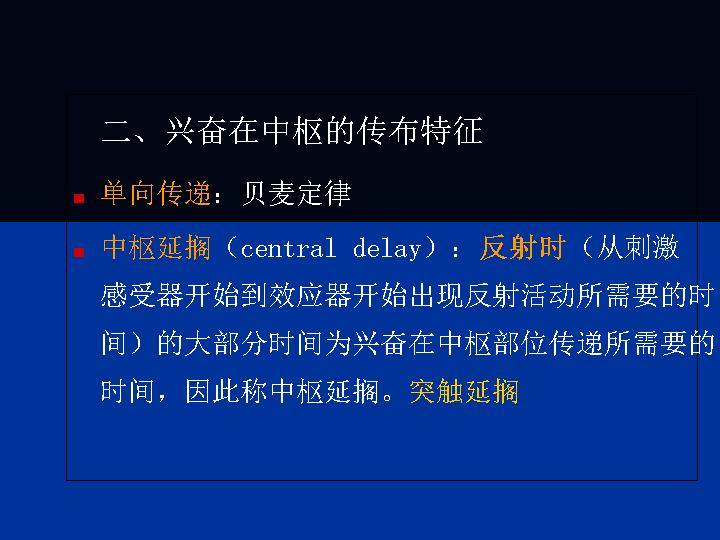 二、兴奋在中枢的传布特征
单向传递：贝麦定律
中枢延搁（central delay）：反射时（从刺激
感受器开始到效应器开始出现反射活动所需要的时
间）的大部分时间为兴奋在中枢部位传递所需要的
时间，因此称中枢延搁。突触延搁